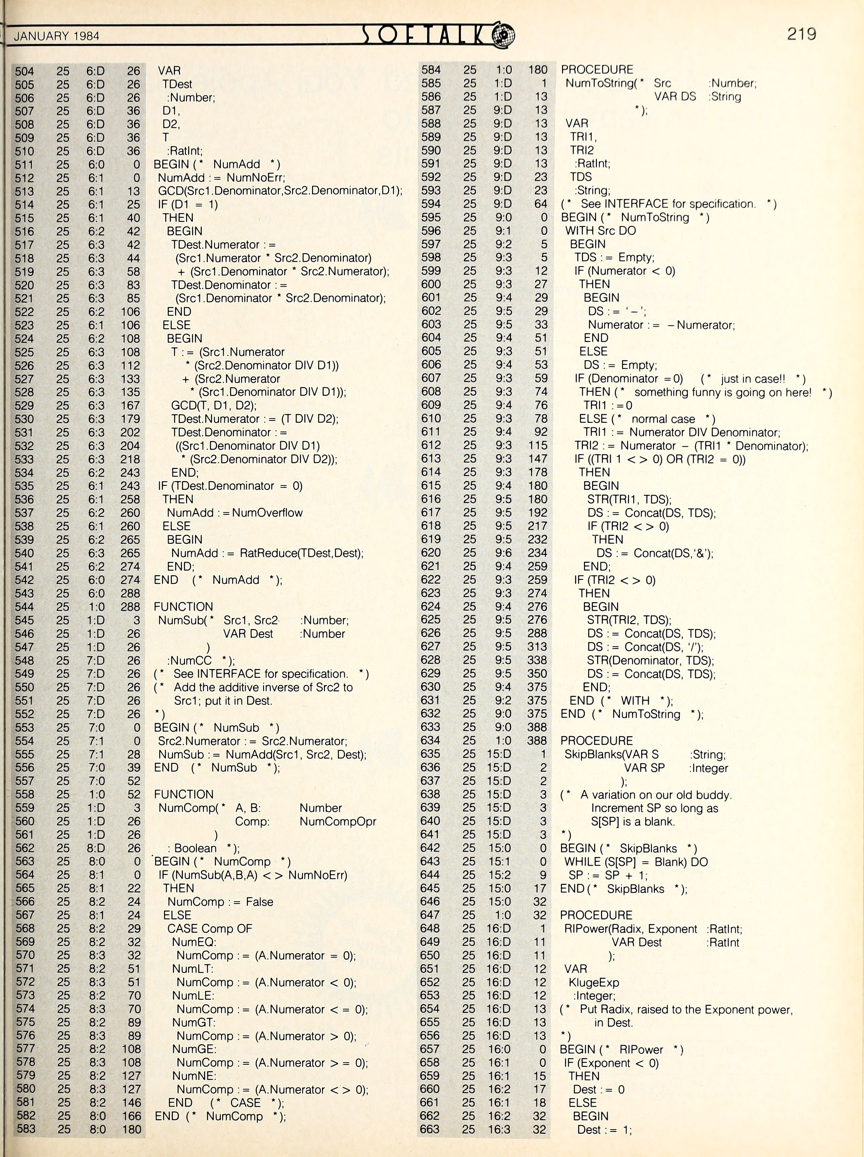 JANUARY 1984
SOFTALK
219
504 25 6:D 26 VAR
505 25 6:D 26 TDest
506 25 6:D 26 :Number;
507 25 6:D 36 D1,
508 25 6:D 36 D2,
509 25 6:D 36 T
510 25 6:D 36 :RatInt;
511 25 6:0 0 BEGIN (* NumAdd *)
512 25 6:1 0 NumAdd := NumNoErr;
513 25 6:1 13 GCD(Src1.Denominator,Src2.Denominator,D1);
514 25 6:1 25 IF (D1 = 1)
515 25 6:1 40 THEN
516 25 6:2 42 BEGIN
517 25 6:3 42 TDest.Numerator :=
518 25 6:3 44 (Src1.Numerator * Src2.Denominator)
519 25 6:3 58 + (Src1.Denominator * Src2.Numerator);
520 25 6:3 83 TDest.Denominator :=
521 25 6:3 85 (Src1.Denominator * Src2.Denominator);
522 25 6:2 106 END
523 25 6:1 106 ELSE
524 25 6:2 108 BEGIN
525 25 6:3 108 T := (Src1.Numerator
526 25 6:3 112 * (Src2.Denominator DIV D1))
527 25 6:3 133 + (Src2.Numerator
528 25 6:3 135 * (Src1.Denominator DIV D1));
529 25 6:3 167 GCD(T, D1, D2);
530 25 6:3 179 TDest.Numerator := (T DIV D2);
531 25 6:3 202 TDest.Denominator :=
532 25 6:3 204 ((Src1.Denominator DIV D1)
533 25 6:3 218 * (Src2.Denominator DIV D2));
534 25 6:2 243 END;
535 25 6:1 243 IF (TDest.Denominator = 0)
536 25 6:1 258 THEN
537 25 6:2 260 NumAdd :=NumOverflow
538 25 6:1 260 ELSE
539 25 6:2 265 BEGIN
540 25 6:3 265 NumAdd := RatReduce(TDest,Dest);
541 25 6:2 274 END;
542 25 6:0 274 END (* NumAdd *);
543 25 6:0 288
544 25 1:0 288 FUNCTION
545 25 1:D 3 NumSub(* Src1, Src2 :Number;
546 25 1:D 26 VAR Dest :Number
547 25 1:D 26 )
548 25 7:D 26 :NumCC *);
549 25 7:D 26 (* See INTERFACE for specification. *)
550 25 7:D 26 (* Add the additive inverse of Src2 to
551 25 7:D 26 Src1; put it in Dest.
552 25 7:D 26 *)
553 25 7:0 0 BEGIN (* NumSub *)
554 25 7:1 0 Src2.Numerator := Src2.Numerator;
555 25 7:1 28 NumSub := NumAdd(Src1, Src2, Dest);
556 25 7:0 39 END (* NumSub *);
557 25 7:0 52
558 25 1:0 52 FUNCTION
559 25 1:D 3 NumComp(* A, B: Number
560 25 1:D 26 Comp: NumCompOpr
561 25 1:D 26 )
562 25 8:D 26 : Boolean *);
563 25 8:0 0 BEGIN (* NumComp *)
564 25 8:1 0 IF (NumSub(A,B,A) < > NumNoErr)
565 25 8:1 22 THEN
566 25 8:2 24 NumComp := False
567 25 8:1 24 ELSE
568 25 8:2 29 CASE Comp OF
569 25 8:2 32 NumEQ:
570 25 8:3 32 NumComp := (A.Numerator = 0);
571 25 8:2 51 NumLT:
572 25 8:3 51 NumComp := (A.Numerator < 0);
573 25 8:2 70 NumLE:
574 25 8:3 70 NumComp := (A.Numerator < = 0);
575 25 8:2 89 NumGT:
576 25 8:3 89 NumComp := (A.Numerator > 0);
577 25 8:2 108 NumGE:
578 25 8:3 108 NumComp := (A.Numerator > = 0);
579 25 8:2 127 NumNE:
580 25 8:3 127 NumComp := (A.Numerator < > 0);
581 25 8:2 146 END (* CASE *);
582 25 8:0 166 END (* NumComp *);
583 25 8:0 180
584 25 1:0 180 PROCEDURE
585 25 1:D 1 NumToString(* Src :Number;
586 25 1:D 13 VAR DS :String
587 25 9:D 13 *);
588 25 9:D 13 VAR
589 25 9:D 13 TRI1,
590 25 9:D 13 TRI2
591 25 9:D 13 :RatInt;
592 25 9:D 23 TDS
593 25 9:D 23 :String;
594 25 9:D 64 (* See INTERFACE for specification. *)
595 25 9:0 0 BEGIN (* NumToString *)
596 25 9:1 0 WITH Src DO
597 25 9:2 5 BEGIN
598 25 9:3 5 TDS := Empty;
599 25 9:3 12 IF (Numerator < 0)
600 25 9:3 27 THEN
601 25 9:4 29 BEGIN
602 25 9:5 29 DS := '-';
603 25 9:5 33 Numerator := -Numerator;
604 25 9:4 51 END
605 25 9:3 51 ELSE
606 25 9:4 53 DS := Empty;
607 25 9:3 59 IF (Denominator =0) (* just in case!! *)
608 25 9:3 74 THEN (* something funny is going on here! *)
609 25 9:4 76 TRI1 :=0
610 25 9:3 78 ELSE (* normal case *)
611 25 9:4 92 TRI1 := Numerator DIV Denominator;
612 25 9:3 115 TRI2 := Numerator - (TRI1 * Denominator);
613 25 9:3 147 IF ((TRI 1 < > 0) OR (TRI2 = 0))
614 25 9:3 178 THEN
615 25 9:4 180 BEGIN
616 25 9:5 180 STR(TRI1, TDS);
617 25 9:5 192 DS := Concat(DS, TDS);
618 25 9:5 217 IF (TRI2 < > 0)
619 25 9:5 232 THEN
620 25 9:6 234 DS := Concat(DS,'&');
621 25 9:4 259 END;
622 25 9:3 259 IF (TRI2 < > 0)
623 25 9:3 274 THEN
624 25 9:4 276 BEGIN
625 25 9:5 276 STR(TRI2, TDS);
626 25 9:5 288 DS := Concat(DS, TDS);
627 25 9:5 313 DS := Concat(DS, '/');
628 25 9:5 338 STR(Denominator, TDS);
629 25 9:5 350 DS := Concat(DS, TDS);
630 25 9:4 375 END;
631 25 9:2 375 END (* WITH *);
632 25 9:0 375 END (* NumToString *);
633 25 9:0 388
634 25 1:0 388 PROCEDURE
635 25 15:D 1 SkipBlanks(VAR S :String;
636 25 15:D 2 VAR SP :Integer
637 25 15:D 2 );
638 25 15:D 3 (* A variation on our old buddy.
639 25 15:D 3 Increment SP so long as
640 25 15:D 3 S[SP] is a blank.
641 25 15:D 3 *)
642 25 15:0 0 BEGIN (* SkipBlanks *)
643 25 15:1 0 WHILE (S[SP] = Blank) DO
644 25 15:2 9 SP := SP + 1;
645 25 15:0 17 END(* SkipBlanks *);
646 25 15:0 32
647 25 1:0 32 PROCEDURE
648 25 16:D 1 RIPower(Radix, Exponent :RatInt;
649 25 16:D 11 VAR Dest :RatInt
650 25 16:D 11 );
651 25 16:D 12 VAR
652 25 16:D 12 KlugeExp
653 25 16:D 12 :Integer;
654 25 16:D 13 (* Put Radix, raised to the Exponent power,
655 25 16:D 13 in Dest.
656 25 16:D 13 *)
657 25 16:0 0 BEGIN (* RIPower *)
658 25 16:1 0 IF (Exponent < 0)
659 25 16:1 15 THEN
660 25 16:2 17 Dest := 0
661 25 16:1 18 ELSE
662 25 16:2 32 BEGIN
663 25 16:3 32 Dest := 1;